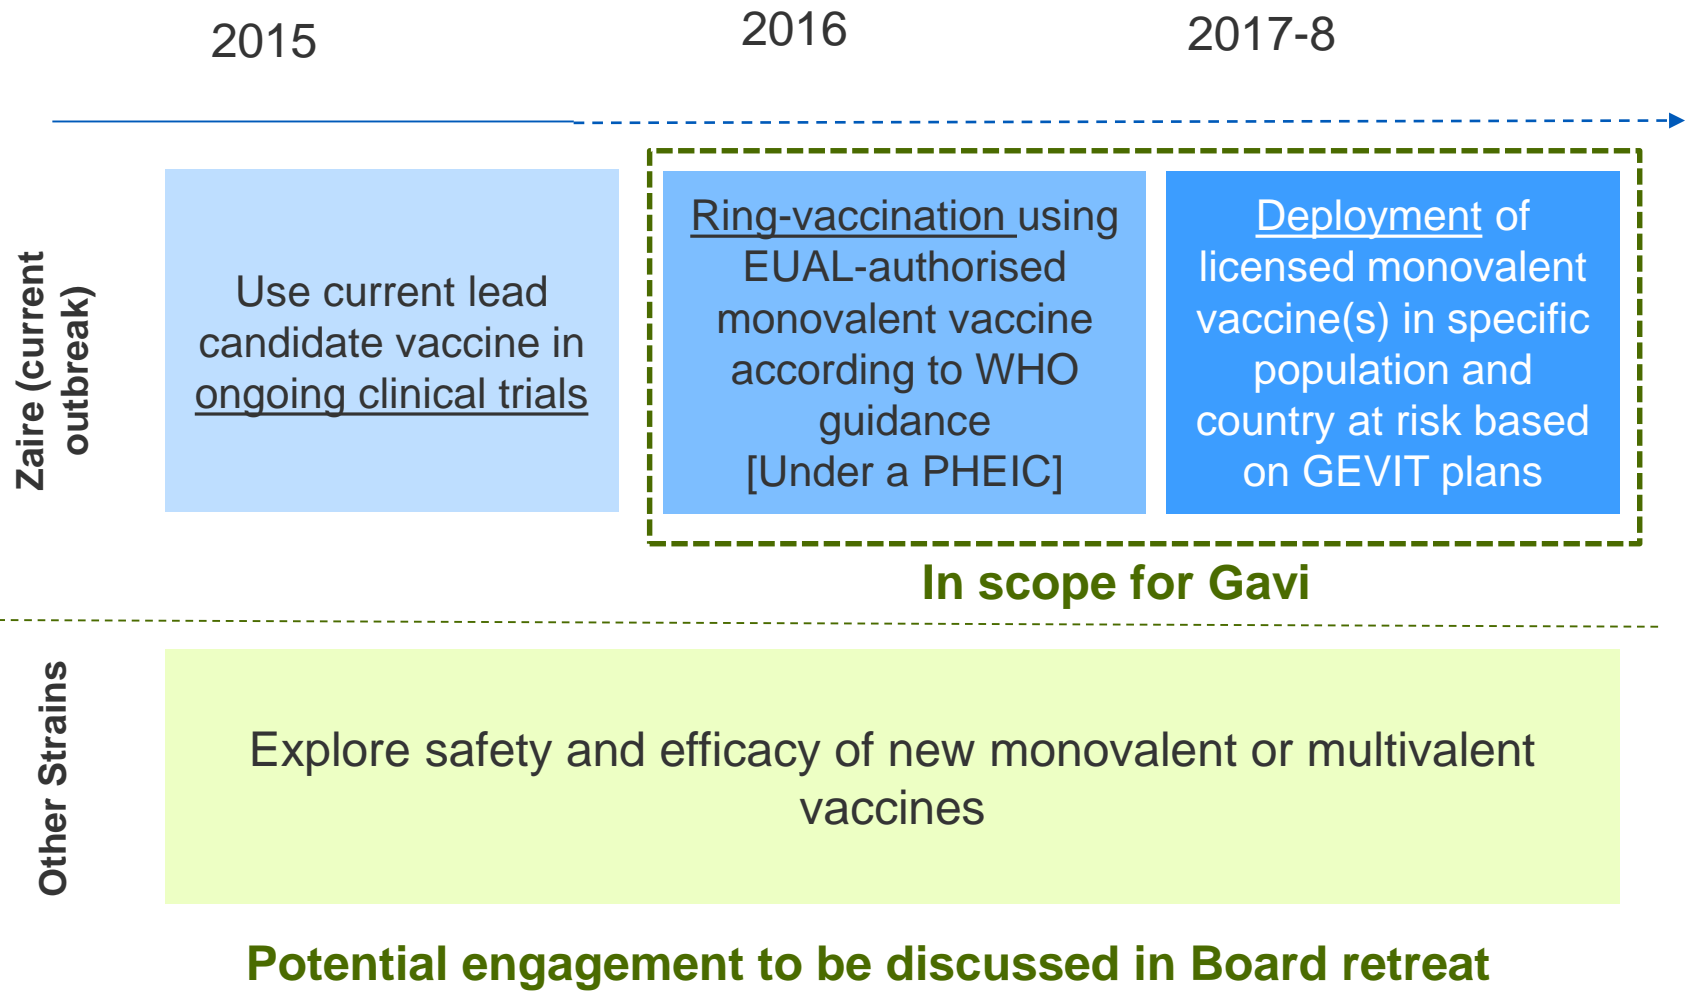 2015
2016
2017-8
Zaire (current
outbreak)
Use current lead
candidate vaccine in
ongoing clinical trials
Ring-vaccination using
EUAL-authorised
monovalent vaccine
according to WHO
guidance
[Under a PHEIC]
Deployment of
licensed monovalent
vaccine(s) in specific
population and
country at risk based
on GEVIT plans
In scope for Gavi
Other Strains
Explore safety and efficacy of new monovalent or multivalent
vaccines
Potential engagement to be discussed in Board retreat